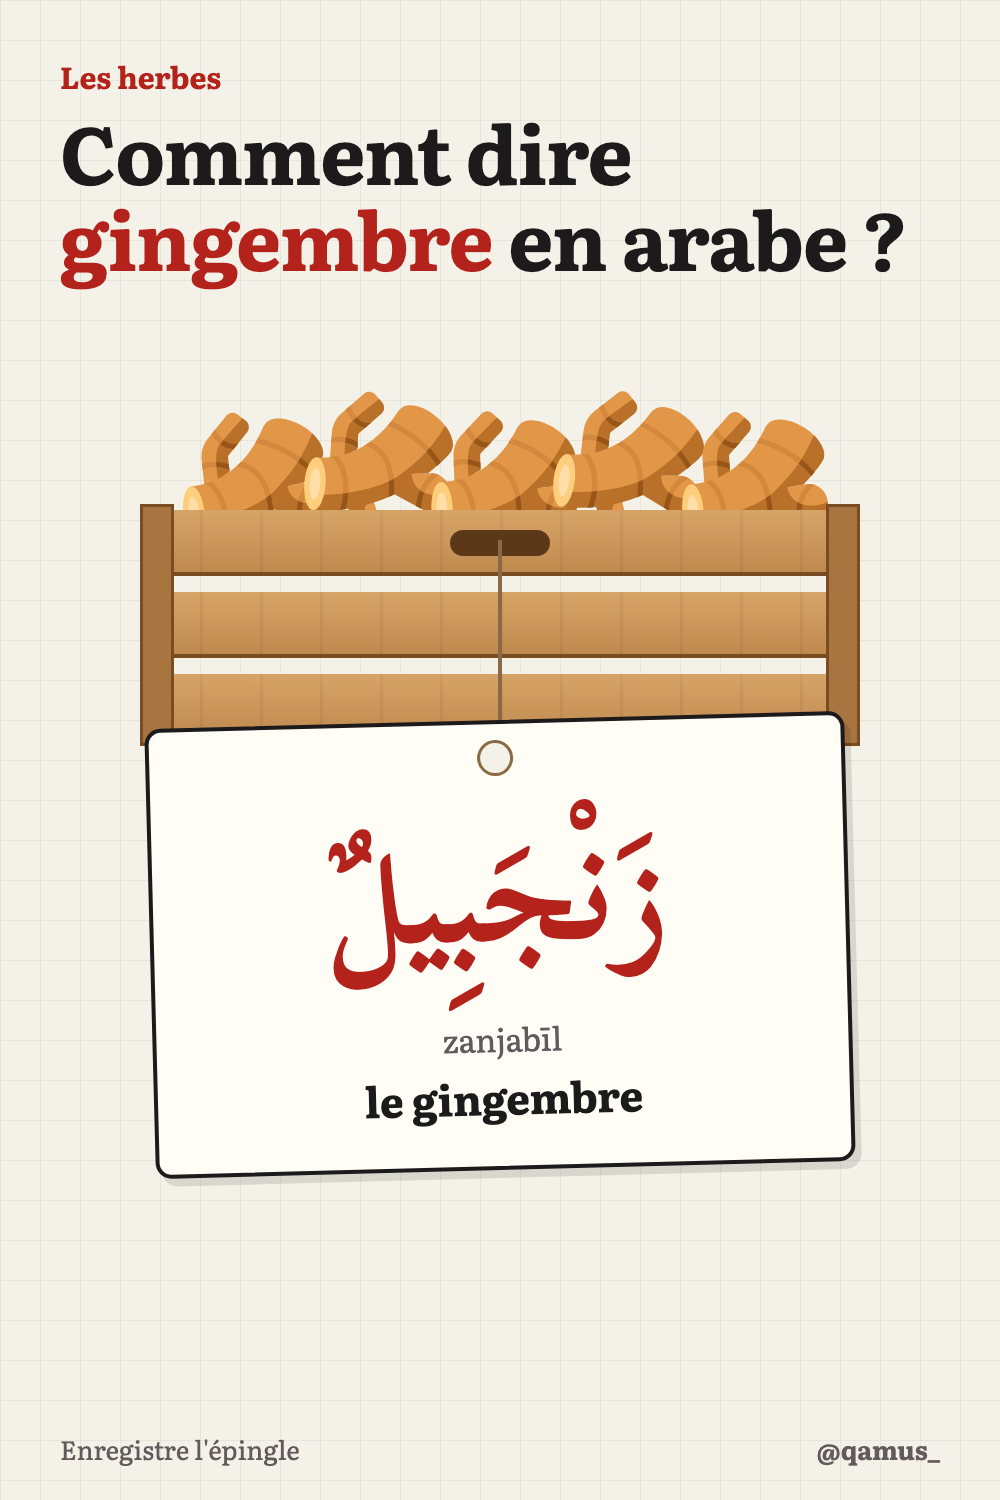 Les herbes
Comment dire
gingembre en arabe ?
زَنْجَبِيلٌ
zanjabīl
le gingembre
Enregistre l'épingle
@qamus_